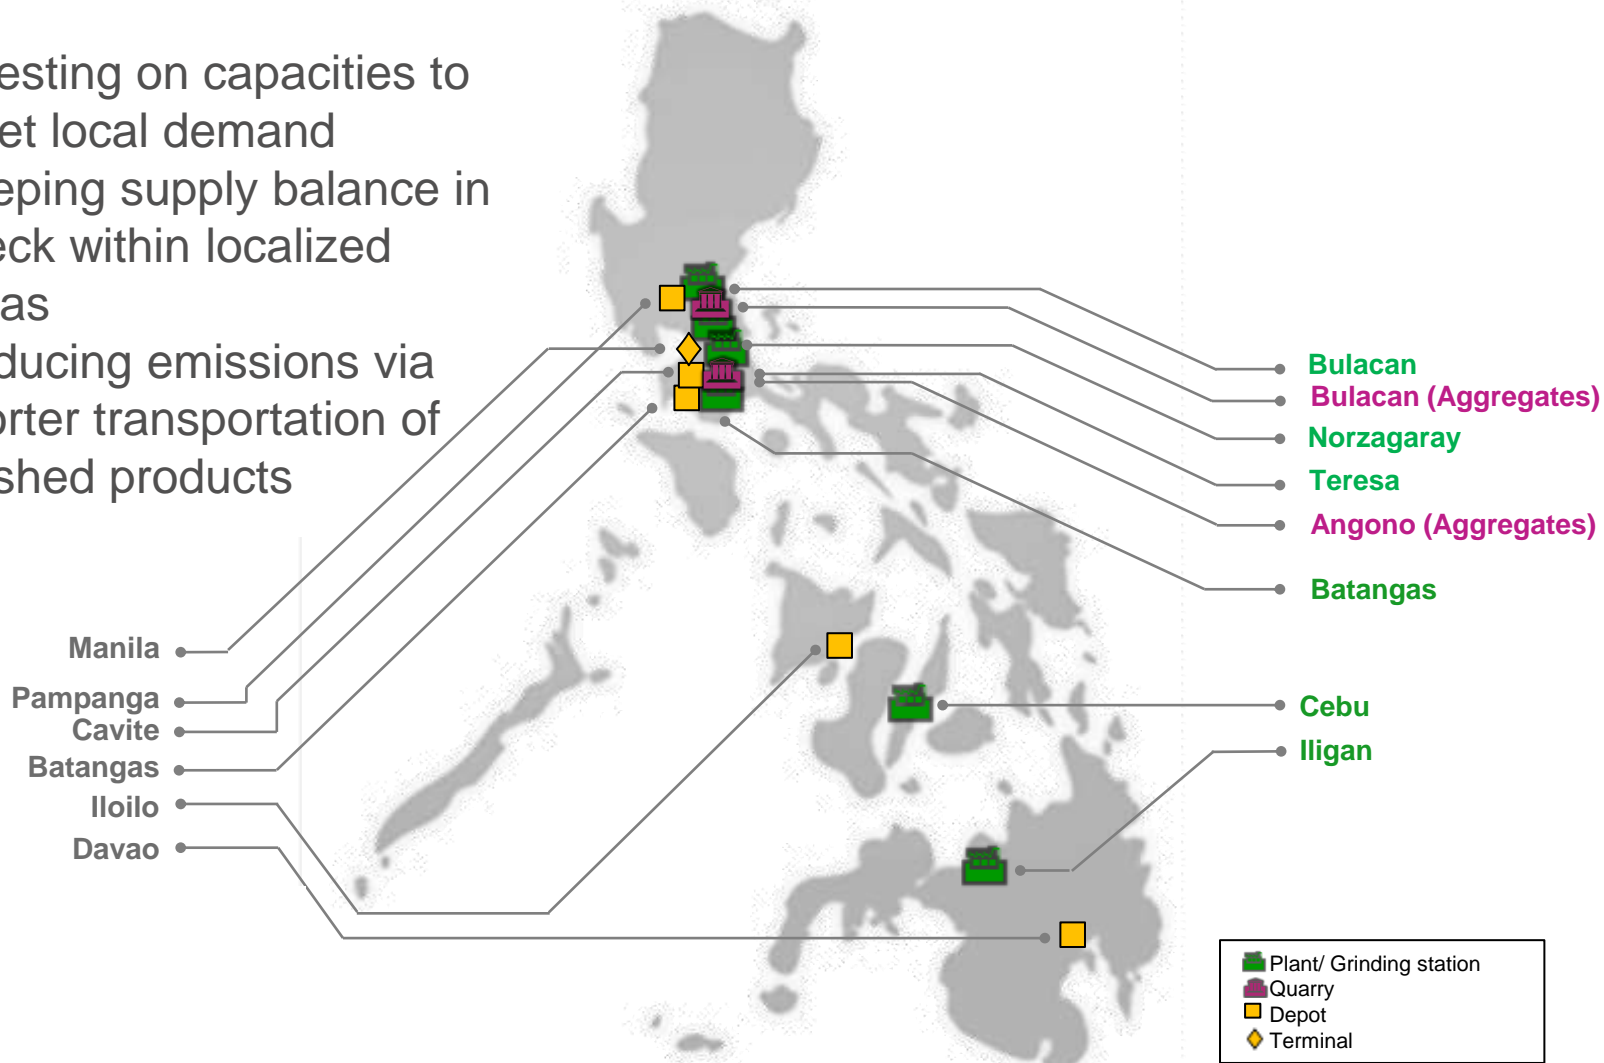 esting on capacities to
et local demand
eping supply balance in
eck within localized
as
ducing emissions via
orter transportation of
shed products
Bulacan
Bulacan (Aggregates)
Norzagaray
Teresa
Angono (Aggregates)
Batangas
Cebu
Iligan
Manila
Pampanga
Cavite
Batangas
Iloilo
Davao
Plant/ Grinding station
Quarry
Depot
Terminal